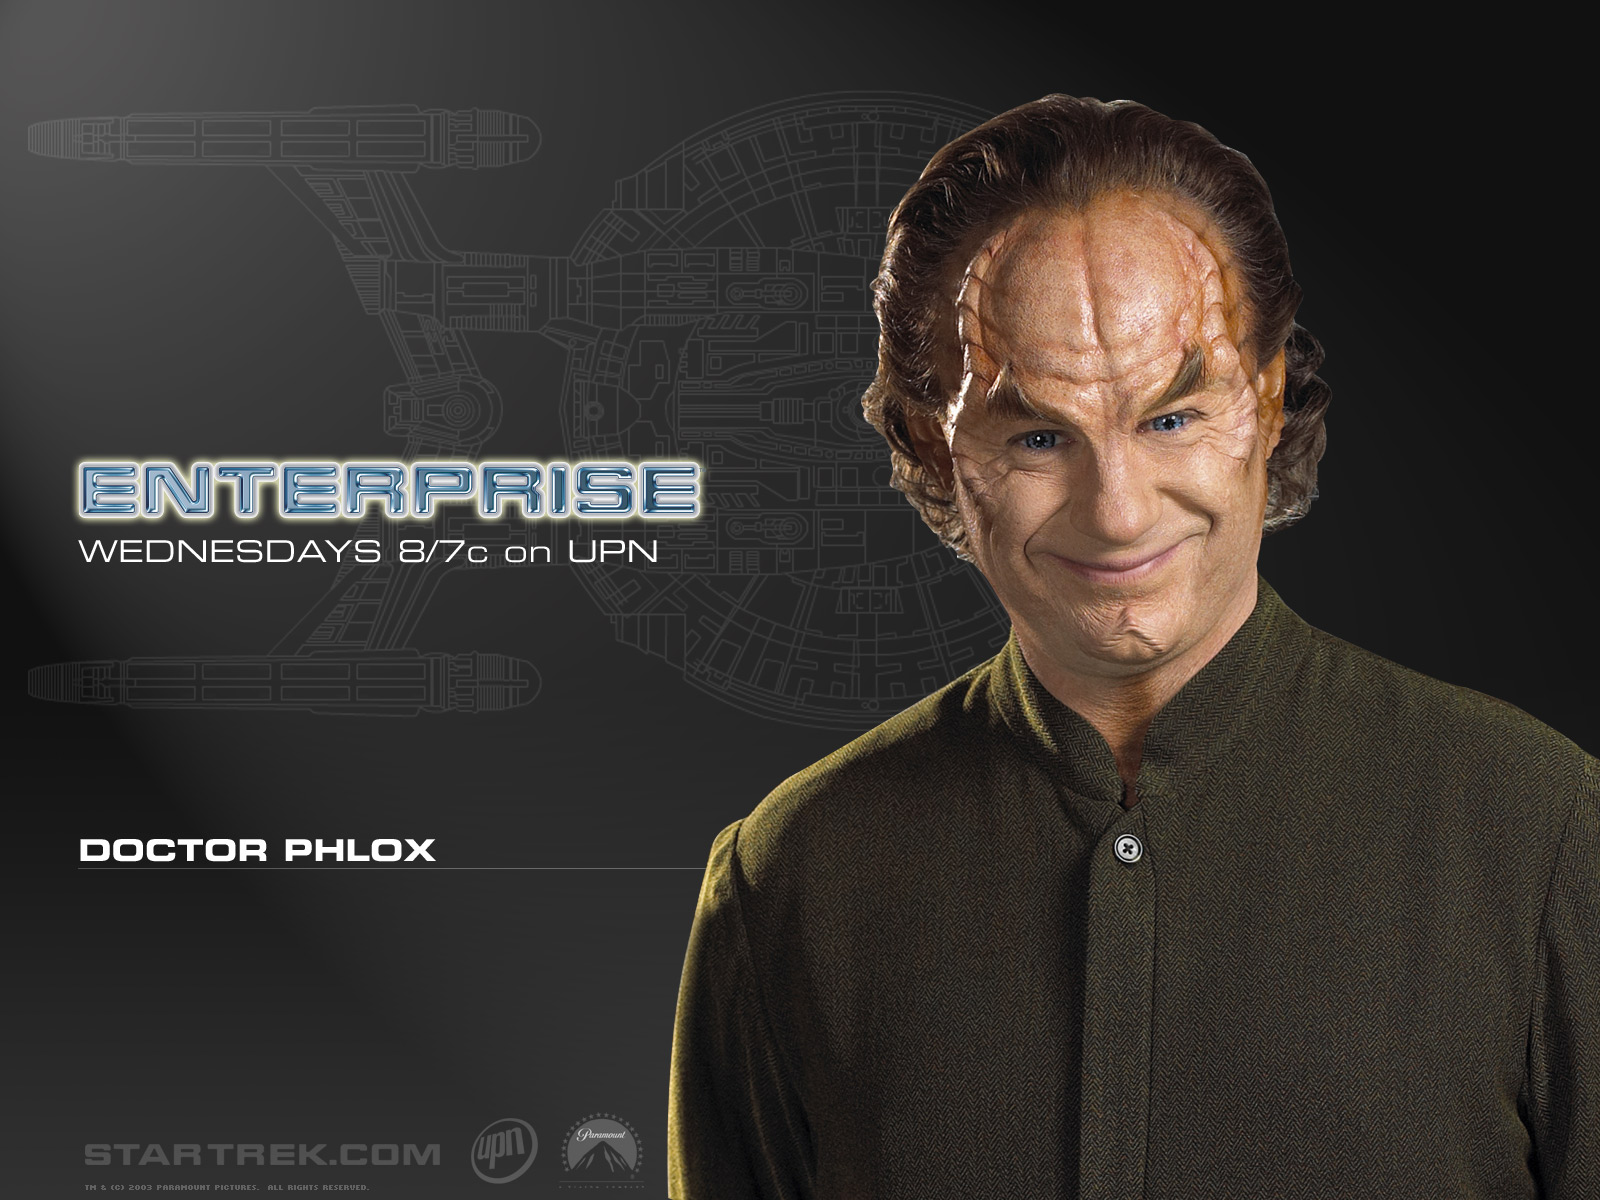 ENTERPRISE
WEDNESDAYS 8/7c on UPN
DOCTOR PHLOX
STARTREK.COM
upn
Paramount
TM & (C) 2003 PARAMOUNT PICTURES. ALL RIGHTS RESERVED.